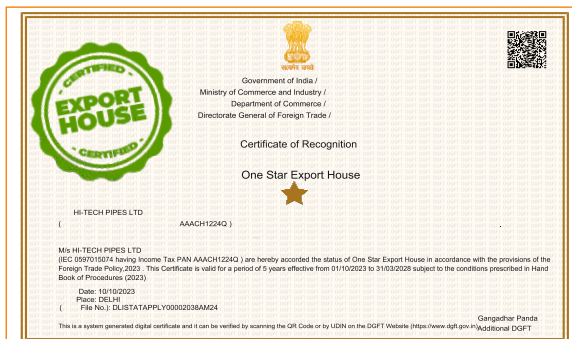 सत्यमेव जयते
- CERTIFIED -
EXPORT
HOUSE
- CERTIFIED -
Government of India /
Ministry of Commerce and Industry /
Department of Commerce /
Directorate General of Foreign Trade /
Certificate of Recognition
One Star Export House
HI-TECH PIPES LTD
( AAACH1224Q )
M/s HI-TECH PIPES LTD
(IEC 0597015074 having Income Tax PAN AAACH1224Q ) are hereby accorded the status of One Star Export House in accordance with the provisions of the
Foreign Trade Policy,2023 . This Certificate is valid for a period of 5 years effective from 01/10/2023 to 31/03/2028 subject to the conditions prescribed in Hand
Book of Procedures (2023)
Date: 10/10/2023
Place: DELHI
( File No.): DLISTATAPPLY00002038AM24
Gangadhar Panda
This is a system generated digital certificate and it can be verified by scanning the QR Code or by UDIN on the DGFT Website (https://www.dgft.gov.in)
Additional DGFT